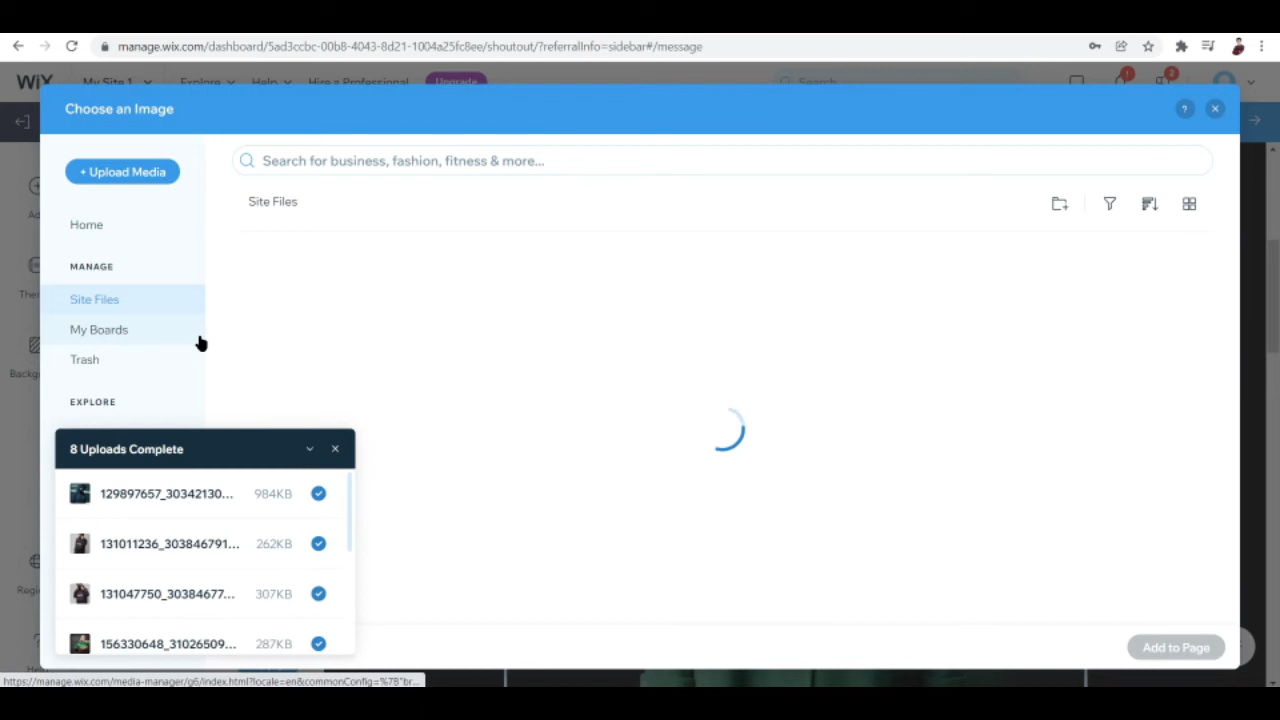 manage.wix.com/dashboard/5ad3ccbc-00b8-4043-8d21-1004a25fc8ee/shoutout/?referralInfo=sidebar#/message
WiX My Site 1 Explore Help Hire a Professional Upgrade Search
1
2
Choose an Image
?
+ Upload Media
Search for business, fashion, fitness & more...
Site Files
Home
MANAGE
Site Files
My Boards
Trash
EXPLORE
8 Uploads Complete
129897657_30342130... 984KB
131011236_303846791... 262KB
131047750_30384677... 307KB
156330648_31026509... 287KB
Add to Page
https://manage.wix.com/media-manager/g6/index.html?locale=en&commonConfig=%7B"br...